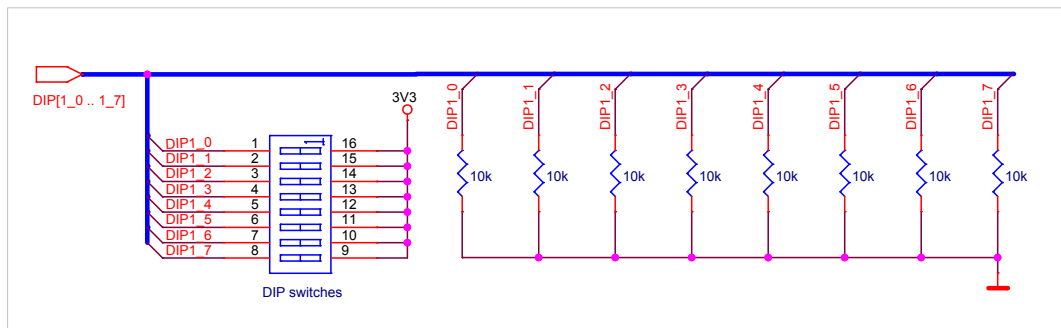 DIP[1_0 .. 1_7]
3V3
DIP1_0 1 16
DIP1_1 2 15
DIP1_2 3 14
DIP1_3 4 13
DIP1_4 5 12
DIP1_5 6 11
DIP1_6 7 10
DIP1_7 8 9
DIP switches
DIP1_0
DIP1_1
DIP1_2
DIP1_3
DIP1_4
DIP1_5
DIP1_6
DIP1_7
10k 10k 10k 10k 10k 10k 10k 10k